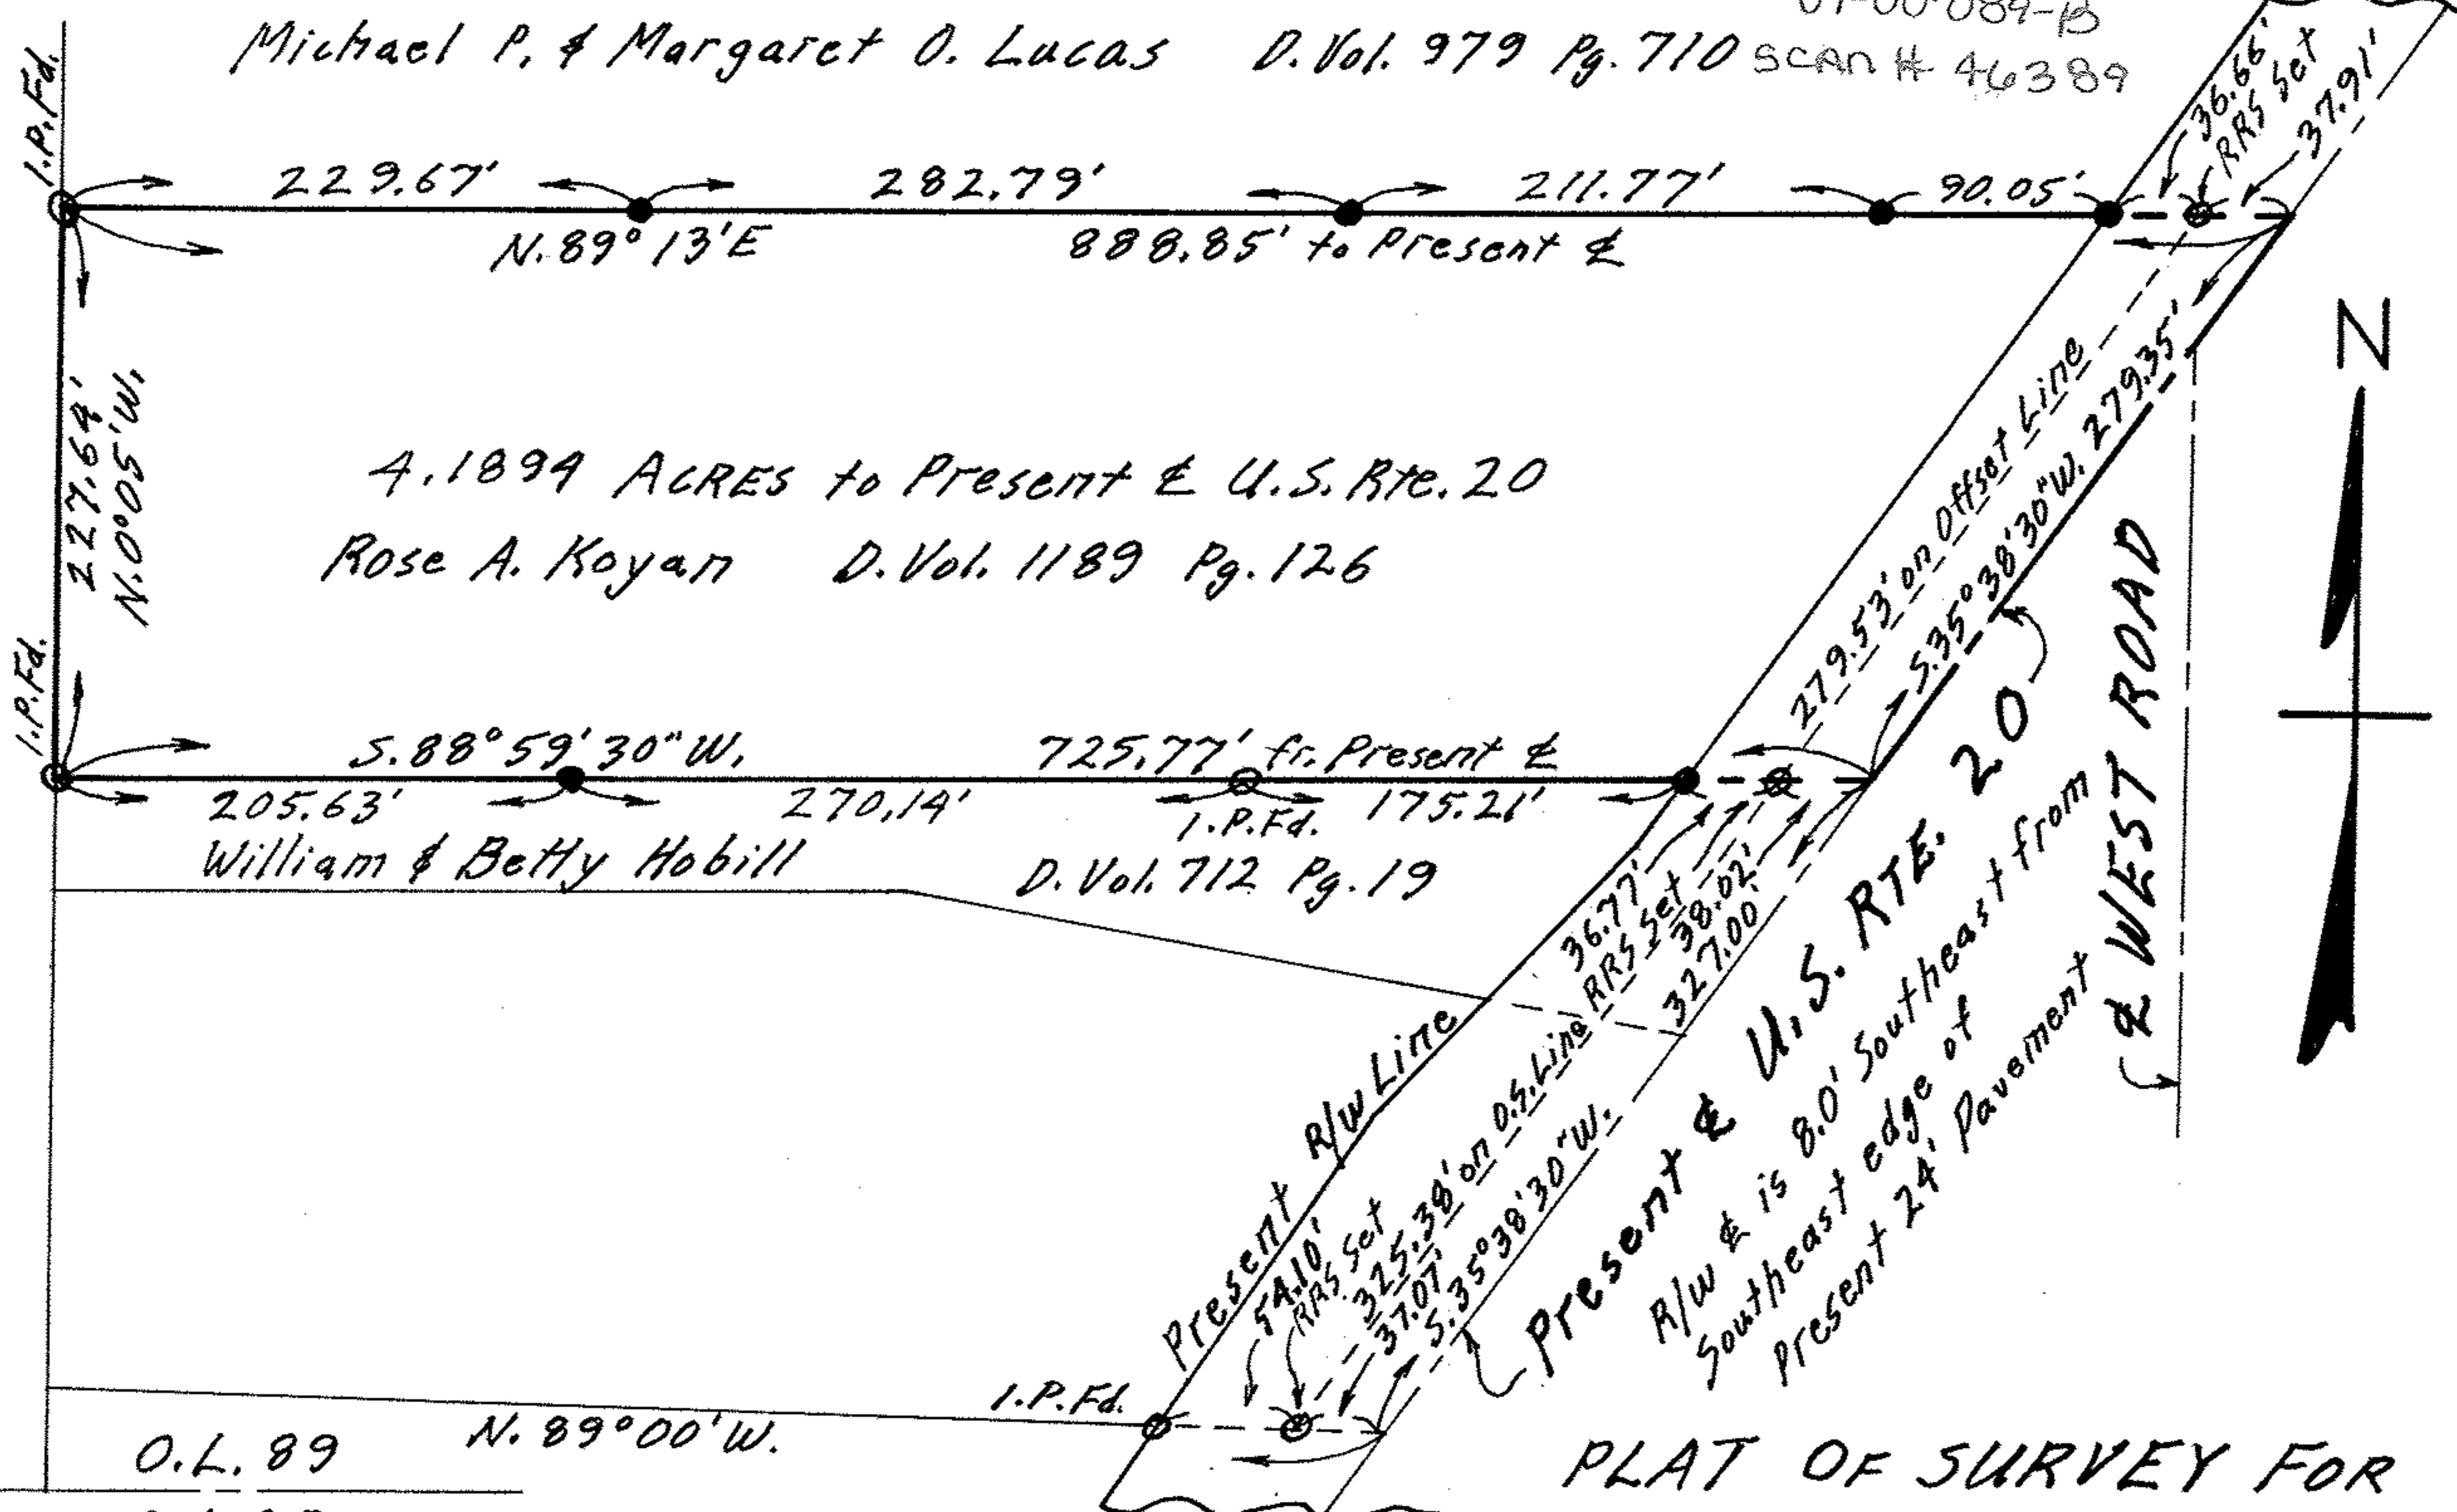 07-00-089-B
Michael P. & Margaret O. Lucas D. Vol. 979 Pg. 710
SCAN # 46389
I.P.Fd.
229.67' 282.79' 211.77' 90.05'
36.66'
RRS Set
37.91'
N. 89° 13' E 888.85' to Present ℄
N
227.64'
N. 0° 05' W.
4.1894 ACRES to Present ℄ U.S. Rte. 20
Rose A. Koyan D. Vol. 1189 Pg. 126
279.53' on Offset Line
S. 35° 38' 30" W. 279.35'
I.P.Fd.
S. 88° 59' 30" W. 725.77' fr. Present ℄
205.63' 270.14' I.P.Fd. 175.21'
William & Betty Hobill D. Vol. 712 Pg. 19
36.77'
RRS Set
38.02'
327.00'
℄ WEST ROAD
Present R/W Line
325.38' on O.S. Line
S. 35° 38' 30" W.
Present ℄ U.S. RTE. 20
R/W ℄ is 8.0' Southeast from
Southeast edge of
Present 24' Pavement
54.10'
RRS Set
37.07'
I.P.Fd.
N. 89° 00' W.
O.L. 89
PLAT OF SURVEY FOR